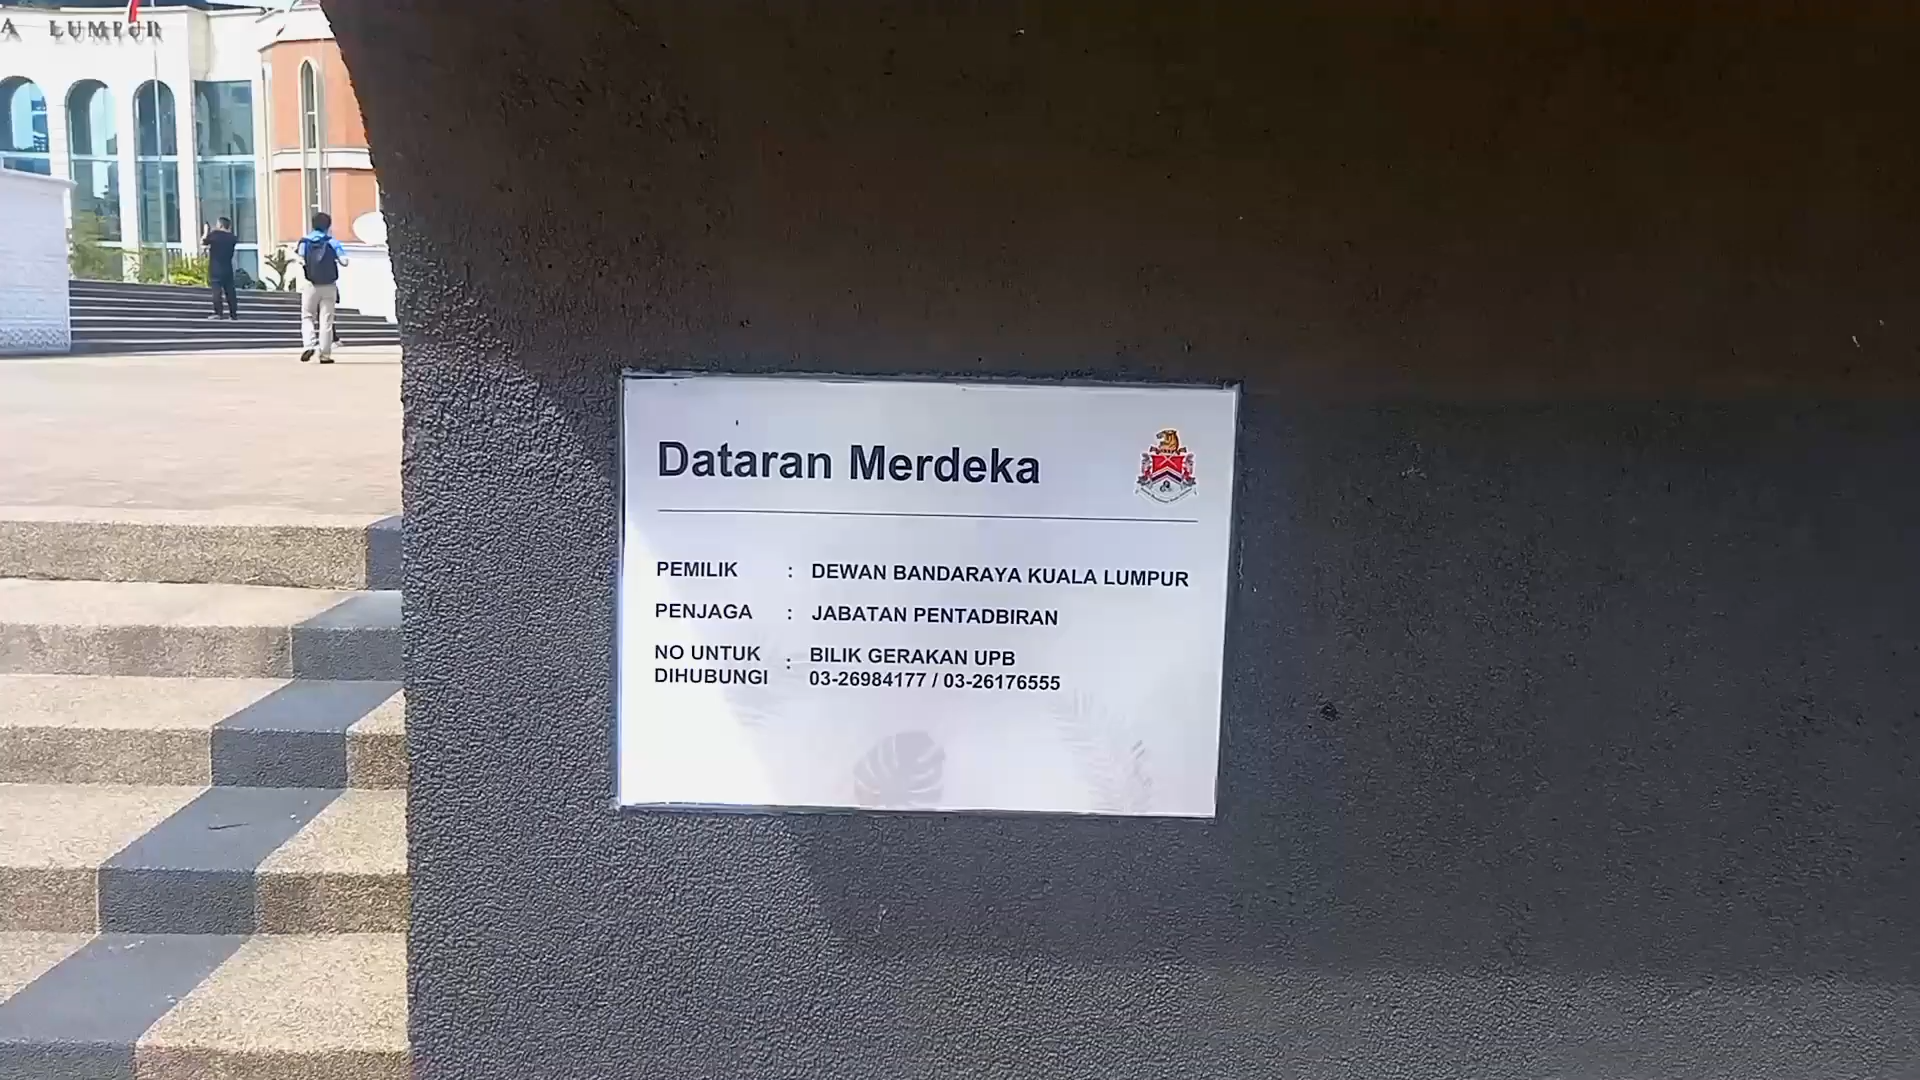 A LUMPUR
Dataran Merdeka
PEMILIK : DEWAN BANDARAYA KUALA LUMPUR
PENJAGA : JABATAN PENTADBIRAN
NO UNTUK DIHUBUNGI : BILIK GERAKAN UPB
03-26984177 / 03-26176555